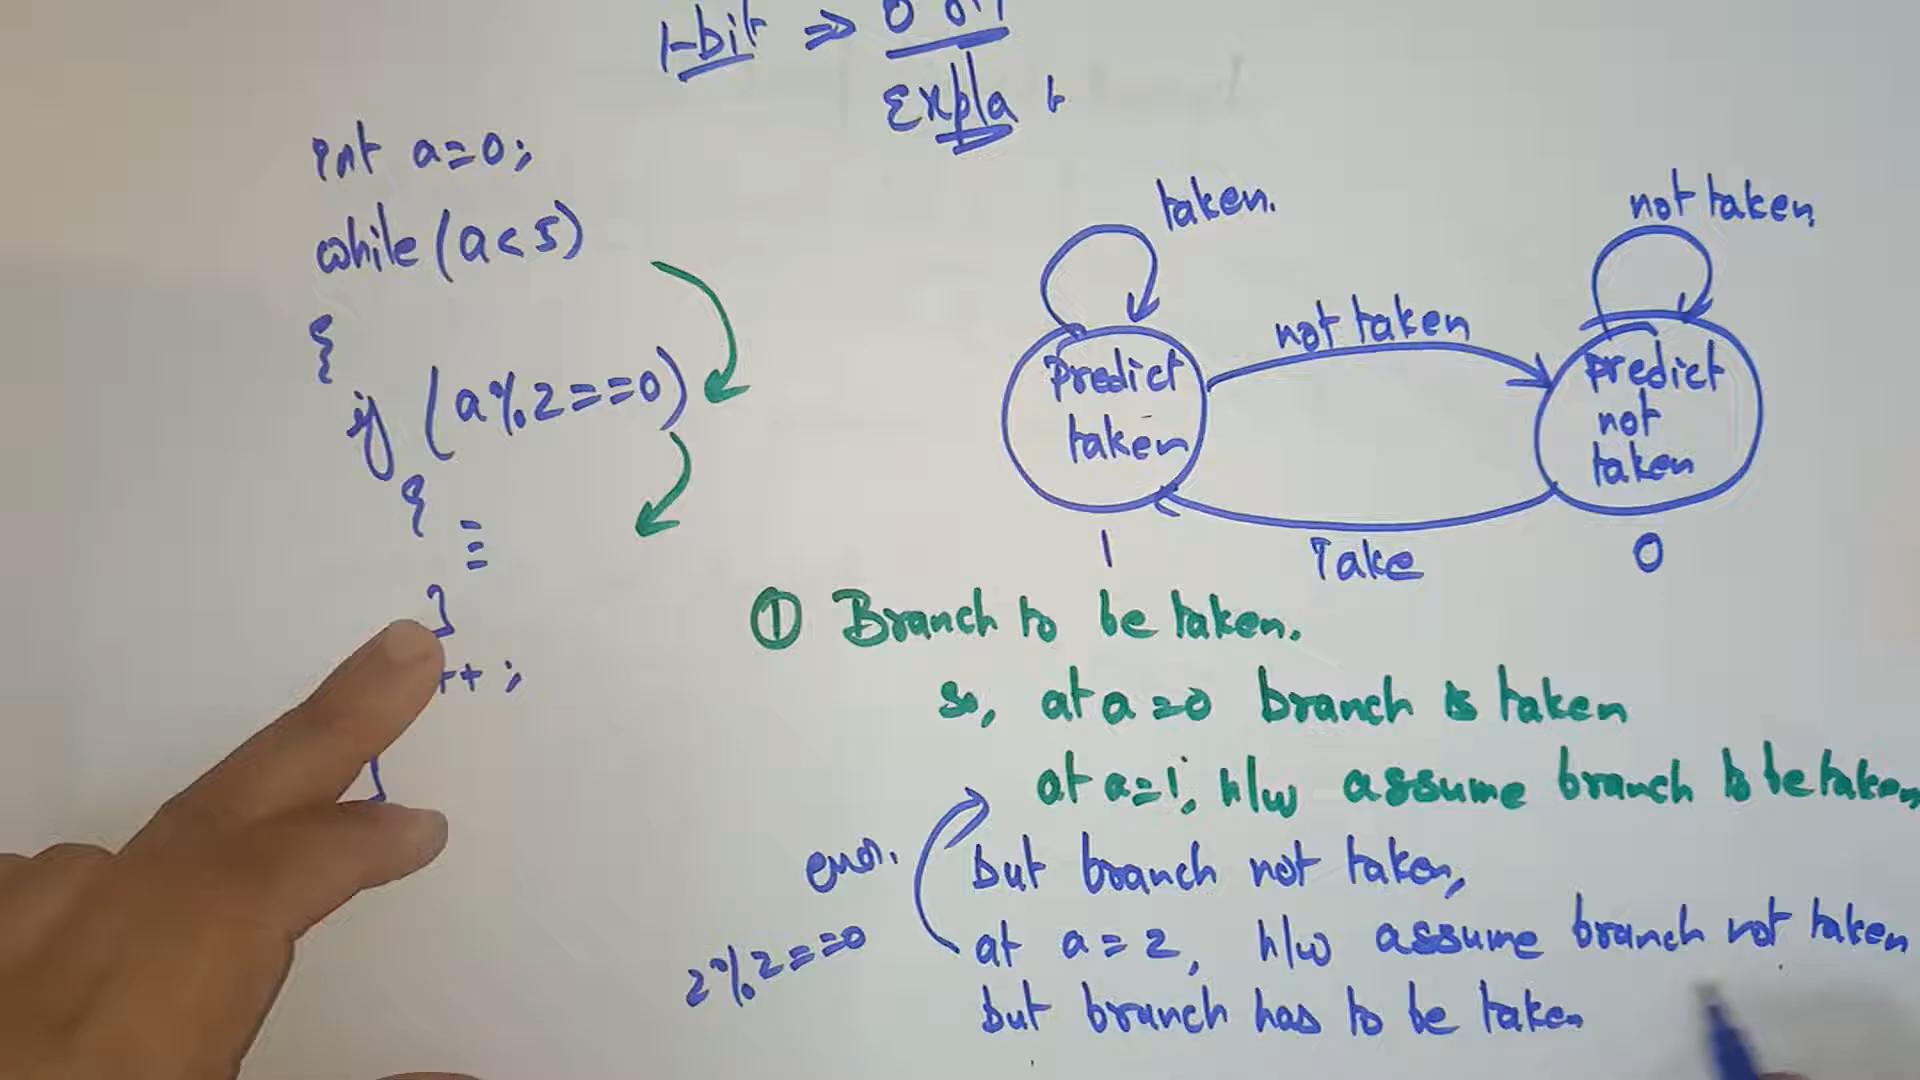 1-bit ⇒
Expla
int a=0;
while (a<5)
{
if (a%2==0)
{
=
}
++ ;
}
taken.
not taken
not taken
Predict
taken
Predict
not
taken
1
Take
0
① Branch to be taken.
so, at a=0 branch is taken
at a=1, h/w assume branch to be taken
but branch not taken,
error.
at a=2, h/w assume branch not taken
2%2==0
but branch has to be taken